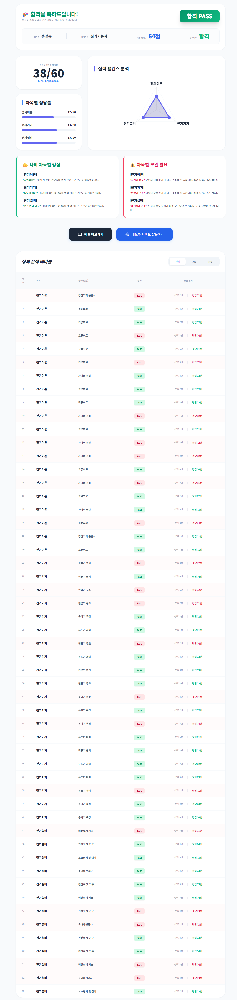 🎉 합격을 축하드립니다!
홍길동 수험생님의 전기기능사 필기 시험 결과입니다.
합격 PASS
수험자명 홍길동
응시종목 전기기능사
득점 (환산) 64점
합격여부 합격
원점수 (총 60문항)
38/60
63% (기준 60%)
과목별 정답률
전기이론 12/20
전기기기 13/20
전기설비 13/20
실력 밸런스 분석
전기이론
전기설비
전기기기
💪 나의 과목별 강점
[전기이론]
"교류회로" 단원에서 높은 정답률을 보여 탄탄한 기본기를 입증했습니다.
[전기기기]
"유도기 제어" 단원에서 높은 정답률을 보여 탄탄한 기본기를 입증했습니다.
[전기설비]
"전선로 및 기구" 단원에서 높은 정답률을 보여 탄탄한 기본기를 입증했습니다.
⚠️ 과목별 보완 필요
[전기이론]
"자기의 성질" 단원의 응용 문제가 다소 생소할 수 있습니다. 집중 복습이 필요합니다.
[전기기기]
"변압기 구조" 단원의 응용 문제가 다소 생소할 수 있습니다. 집중 복습이 필요합니다.
[전기설비]
"배선설계 기초" 단원의 응용 문제가 다소 생소할 수 있습니다. 집중 복습이 필요합니
다.
해설 바로가기
애드투 사이트 방문하기
상세 분석 테이블
전체 오답 정답
번
호
과목 챕터(단원) 결과 정답 분석
1 전기이론 정전기와 콘덴서 FAIL 선택: 2번 정답: 1번
2 전기이론 직류회로 PASS 선택: 4번 정답: 4번
3 전기이론 직류회로 PASS 선택: 2번 정답: 2번
4 전기이론 교류회로 FAIL 선택: 3번 정답: 4번
5 전기이론 교류회로 PASS 선택: 1번 정답: 1번
6 전기이론 직류회로 FAIL 선택: 3번 정답: 2번
7 전기이론 자기의 성질 PASS 선택: 3번 정답: 3번
8 전기이론 교류회로 PASS 선택: 2번 정답: 2번
9 전기이론 직류회로 PASS 선택: 2번 정답: 2번
10 전기이론 자기의 성질 FAIL 선택: 1번 정답: 2번
11 전기이론 교류회로 PASS 선택: 1번 정답: 1번
12 전기이론 자기의 성질 FAIL 선택: 3번 정답: 2번
13 전기이론 자기의 성질 FAIL 선택: 3번 정답: 2번
14 전기이론 교류회로 PASS 선택: 4번 정답: 4번
15 전기이론 자기의 성질 FAIL 선택: 2번 정답: 1번
16 전기이론 교류회로 PASS 선택: 2번 정답: 2번
17 전기이론 자기의 성질 PASS 선택: 3번 정답: 3번
18 전기이론 직류회로 FAIL 선택: 2번 정답: 4번
19 전기이론 정전기와 콘덴서 PASS 선택: 1번 정답: 1번
20 전기이론 교류회로 PASS 선택: 1번 정답: 1번
21 전기기기 직류기 원리 FAIL 선택: 3번 정답: 2번
22 전기기기 직류기 원리 PASS 선택: 4번 정답: 4번
23 전기기기 변압기 구조 FAIL 선택: 1번 정답: 2번
24 전기기기 변압기 구조 FAIL 선택: 2번 정답: 1번
25 전기기기 동기기 특성 PASS 선택: 3번 정답: 3번
26 전기기기 유도기 제어 PASS 선택: 1번 정답: 1번
27 전기기기 변압기 구조 FAIL 선택: 2번 정답: 4번
28 전기기기 유도기 제어 PASS 선택: 3번 정답: 3번
29 전기기기 직류기 원리 PASS 선택: 3번 정답: 3번
30 전기기기 변압기 구조 PASS 선택: 2번 정답: 2번
31 전기기기 동기기 특성 FAIL 선택: 3번 정답: 1번
32 전기기기 동기기 특성 PASS 선택: 2번 정답: 2번
33 전기기기 동기기 특성 FAIL 선택: 4번 정답: 4번
34 전기기기 유도기 제어 PASS 선택: 1번 정답: 1번
35 전기기기 직류기 원리 PASS 선택: 3번 정답: 3번
36 전기기기 유도기 제어 PASS 선택: 2번 정답: 2번
37 전기기기 유도기 제어 PASS 선택: 3번 정답: 3번
38 전기기기 유도기 제어 FAIL 선택: 2번 정답: 1번
39 전기기기 동기기 특성 PASS 선택: 3번 정답: 3번
40 전기기기 동기기 특성 PASS 선택: 4번 정답: 4번
41 전기설비 배선설계 기초 FAIL 선택: 3번 정답: 1번
42 전기설비 전선로 및 기구 PASS 선택: 4번 정답: 4번
43 전기설비 보호장치 및 접지 PASS 선택: 3번 정답: 3번
44 전기설비 옥내배선공사 PASS 선택: 3번 정답: 3번
45 전기설비 전선로 및 기구 PASS 선택: 3번 정답: 3번
46 전기설비 배선설계 기초 PASS 선택: 4번 정답: 4번
47 전기설비 전선로 및 기구 FAIL 선택: 4번 정답: 3번
48 전기설비 옥내배선공사 FAIL 선택: 1번 정답: 3번
49 전기설비 전선로 및 기구 PASS 선택: 3번 정답: 3번
50 전기설비 전선로 및 기구 PASS 선택: 4번 정답: 4번
51 전기설비 배선설계 기초 FAIL 선택: 3번 정답: 4번
52 전기설비 옥내배선공사 FAIL 선택: 4번 정답: 3번
60 전기설비 보호장치 및 접지 PASS 선택: 2번 정답: 2번